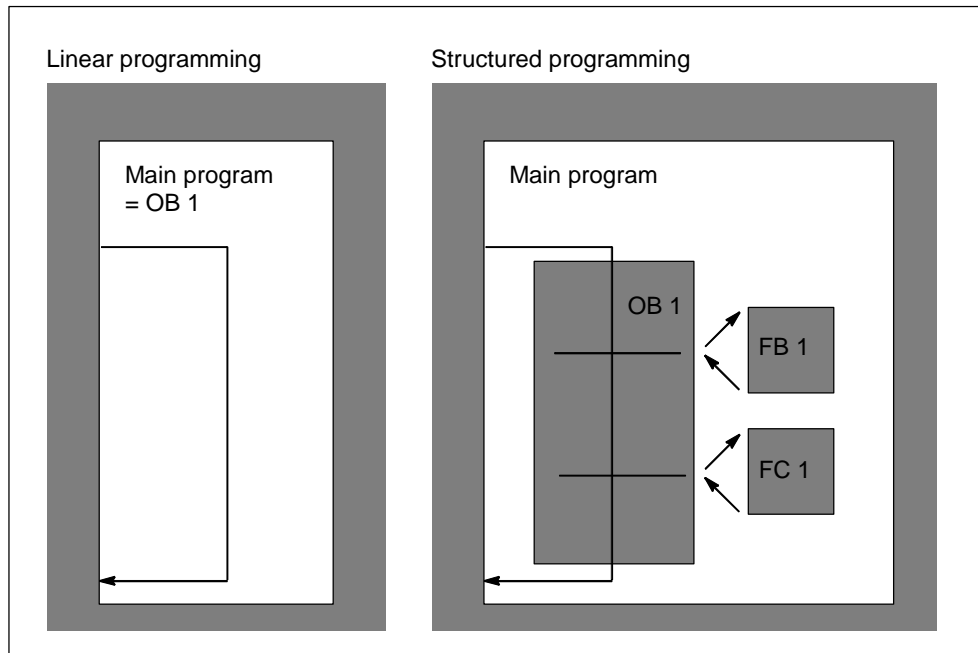 Linear programming
Main program
= OB 1
Structured programming
Main program
OB 1
FB 1
FC 1